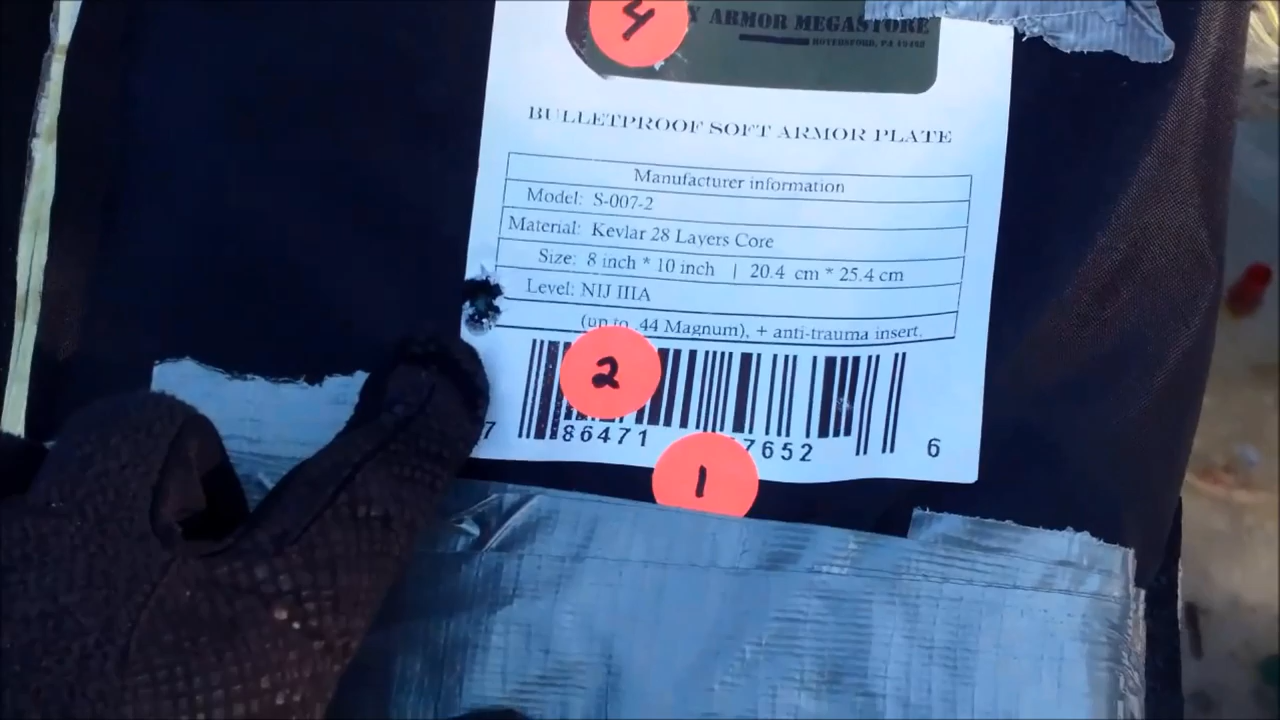 4
Y ARMOR MEGASTORE
ROYERSFORD, PA 19468
BULLETPROOF SOFT ARMOR PLATE
Manufacturer information
Model: S-007-2
Material: Kevlar 28 Layers Core
Size: 8 inch * 10 inch | 20.4 cm * 25.4 cm
Level: NIJ IIIA
(up to .44 Magnum), + anti-trauma insert.
2
7 86471 7652 6
1